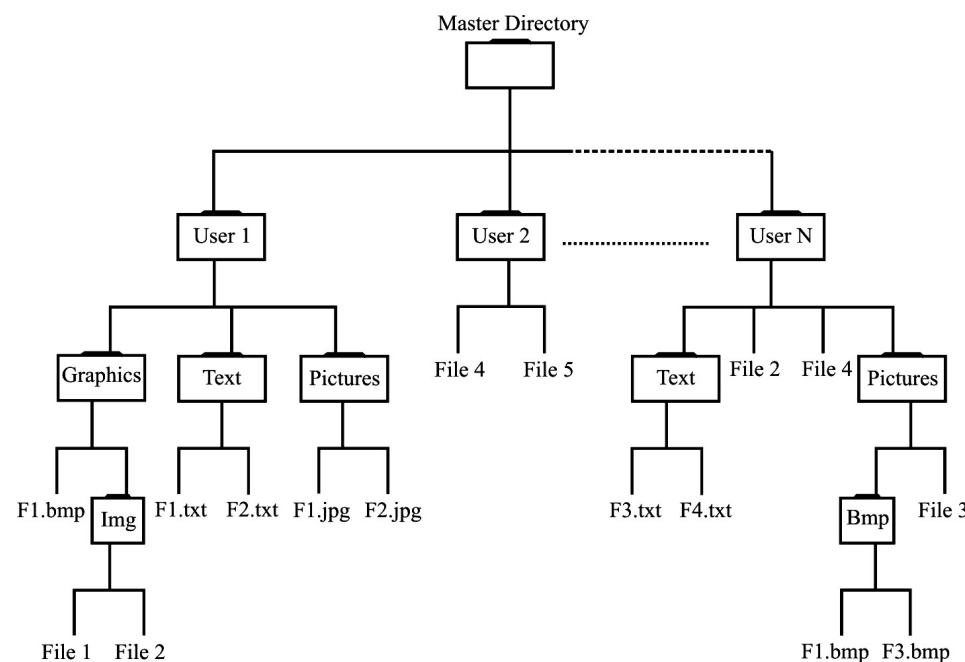 Master Directory
User 1
User 2
User N
File 4
File 5
File 2
File 4
Graphics
Text
Pictures
Text
Pictures
F1.bmp
F1.txt
F2.txt
F1.jpg
F2.jpg
F3.txt
F4.txt
File 3
Img
Bmp
File 1
File 2
F1.bmp
F3.bmp